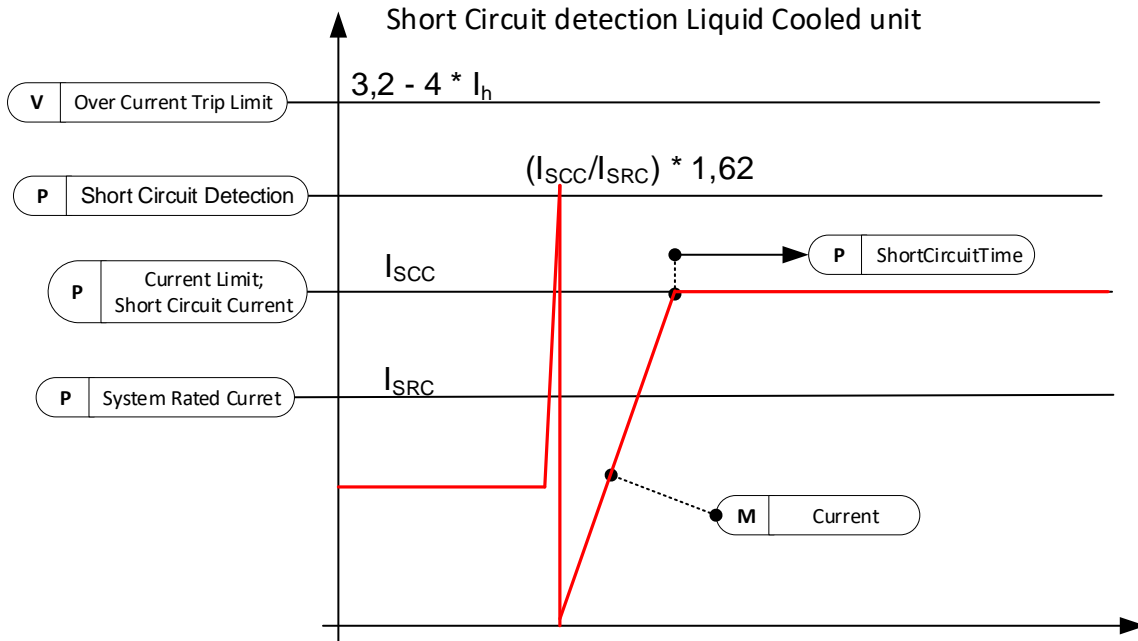 Short Circuit detection Liquid Cooled unit
3,2 - 4 * Ih
V Over Current Trip Limit
(ISCC/ISRC) * 1,62
P Short Circuit Detection
P ShortCircuitTime
ISCC
P Current Limit;
Short Circuit Current
ISRC
P System Rated Curret
M Current